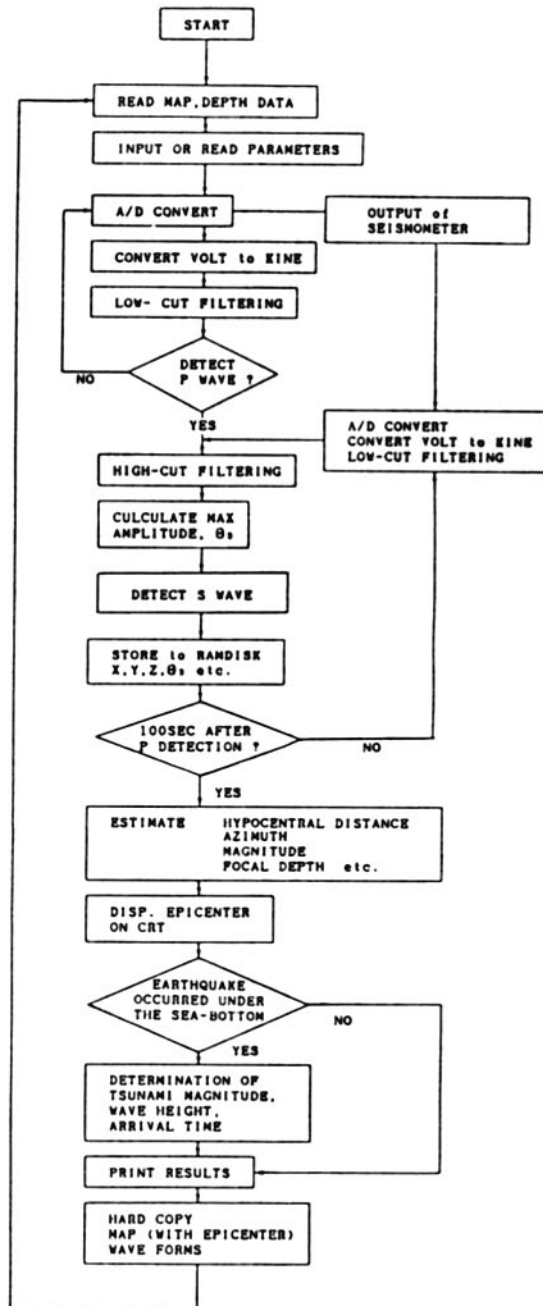 START
READ MAP,DEPTH DATA
INPUT OR READ PARAMETERS
A/D CONVERT
OUTPUT of
SEISMOMETER
CONVERT VOLT to KINE
LOW- CUT FILTERING
DETECT
P WAVE ?
NO
YES
A/D CONVERT
CONVERT VOLT to KINE
LOW-CUT FILTERING
HIGH-CUT FILTERING
CULCULATE MAX
AMPLITUDE, θs
DETECT S WAVE
STORE to RAMDISK
X,Y,Z,θs etc.
100SEC AFTER
P DETECTION ?
NO
YES
ESTIMATE HYPOCENTRAL DISTANCE
AZIMUTH
MAGNITUDE
FOCAL DEPTH etc.
DISP. EPICENTER
ON CRT
EARTHQUAKE
OCCURRED UNDER
THE SEA-BOTTOM
NO
YES
DETERMINATION OF
TSUNAMI MAGNITUDE,
WAVE HEIGHT,
ARRIVAL TIME
PRINT RESULTS
HARD COPY
MAP (WITH EPICENTER)
WAVE FORMS